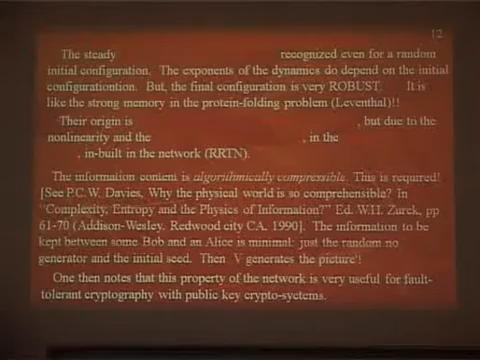 12
The steady recognized even for a random
initial configuration. The exponents of the dynamics do depend on the initial
configurationtion. But, the final configuration is very ROBUST. It is
like the strong memory in the protein-folding problem (Leventhal)!!
Their origin is , but due to the
nonlinearity and the , in the
, in-built in the network (RRTN).
The information content is algorithmically compressible. This is required!
[See P.C.W. Davies, Why the physical world is so comprehensible? In
"Complexity, Entropy and the Physics of Information?" Ed. W.H. Zurek, pp
61-70 (Addison-Wesley. Redwood city CA. 1990]. The information to be
kept between some Bob and an Alice is minimal: just the random no
generator and the initial seed. Then V generates the picture'!
One then notes that this property of the network is very useful for fault-
tolerant cryptography with public key crypto-sytems.